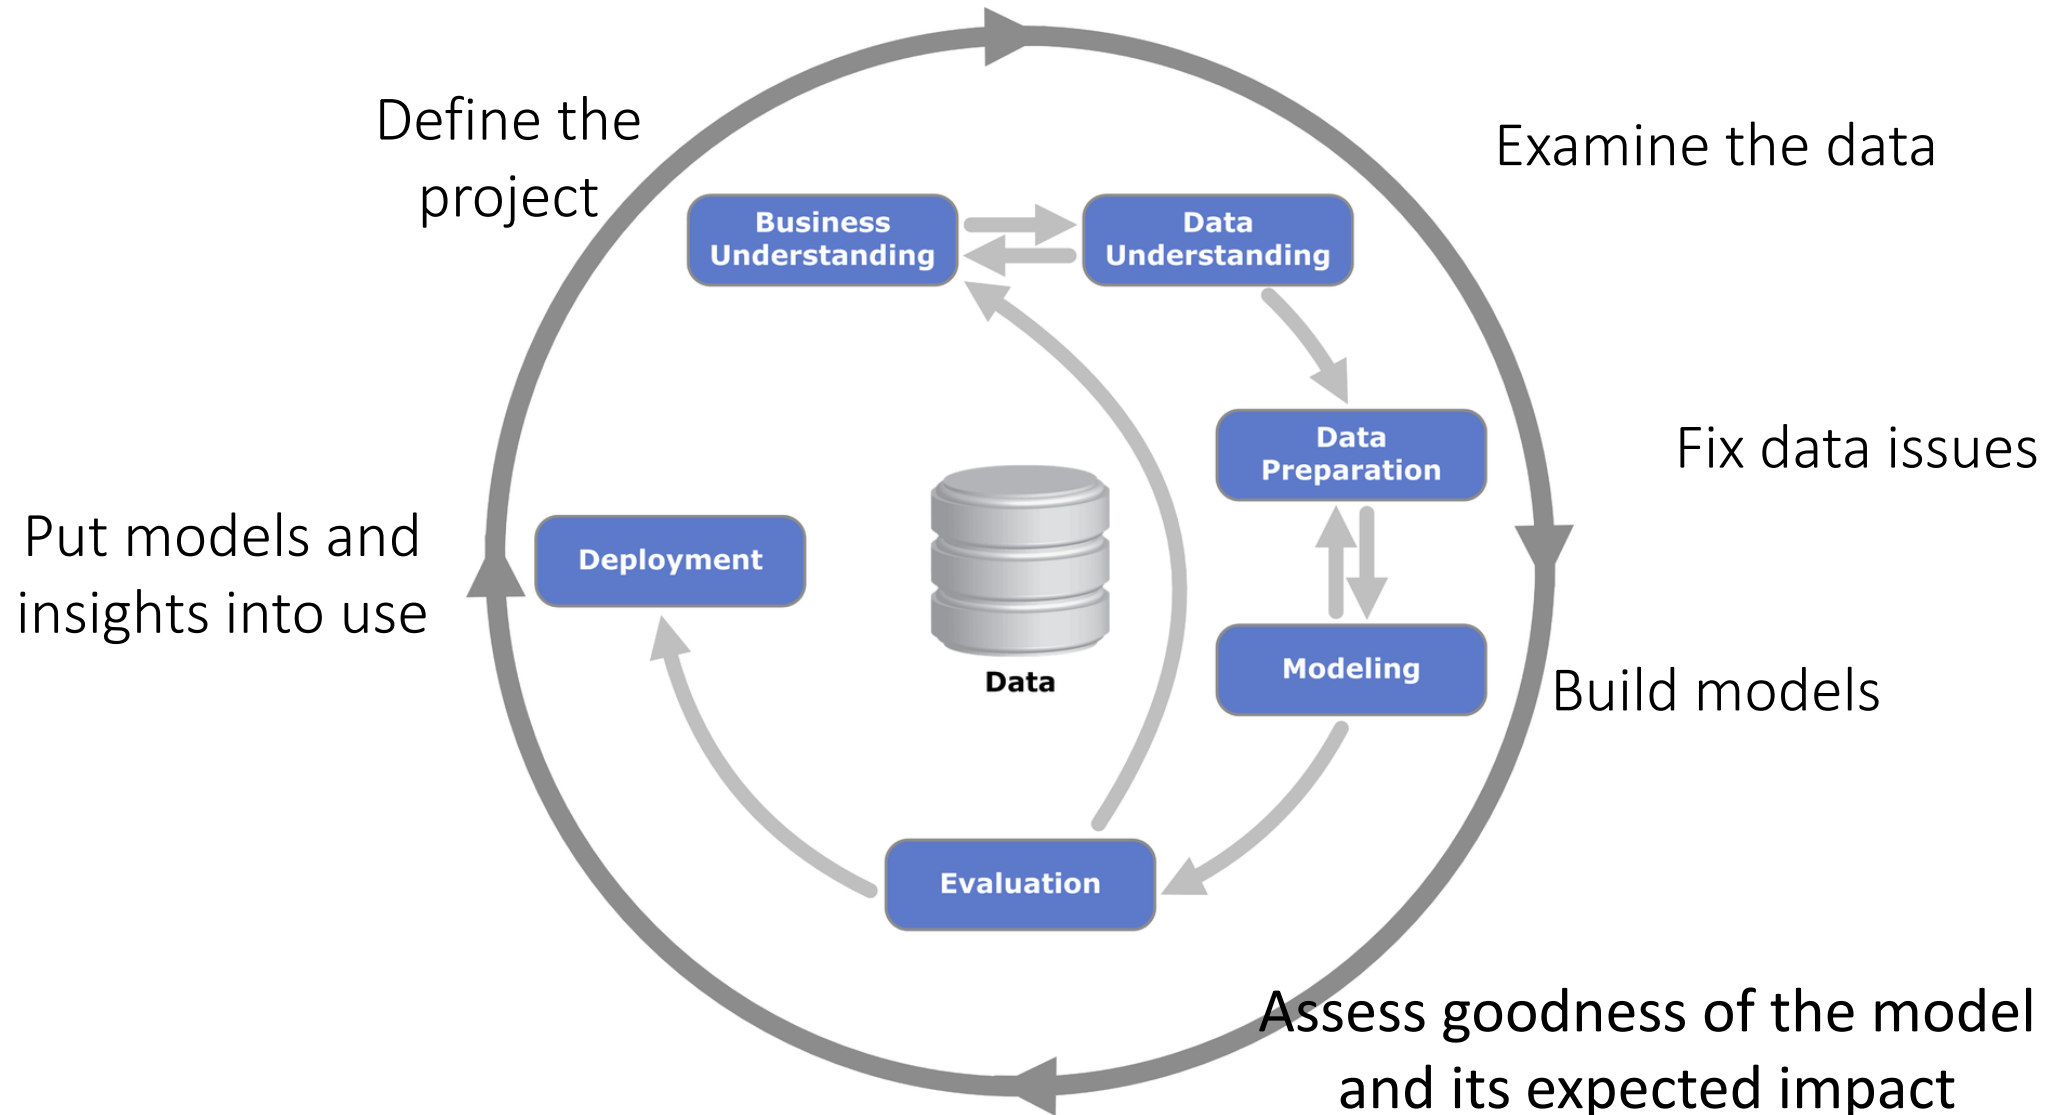 Define the
project
Examine the data
Business
Understanding
Data
Understanding
Data
Preparation
Fix data issues
Put models and
insights into use
Deployment
Data
Modeling
Build models
Evaluation
Assess goodness of the model
and its expected impact